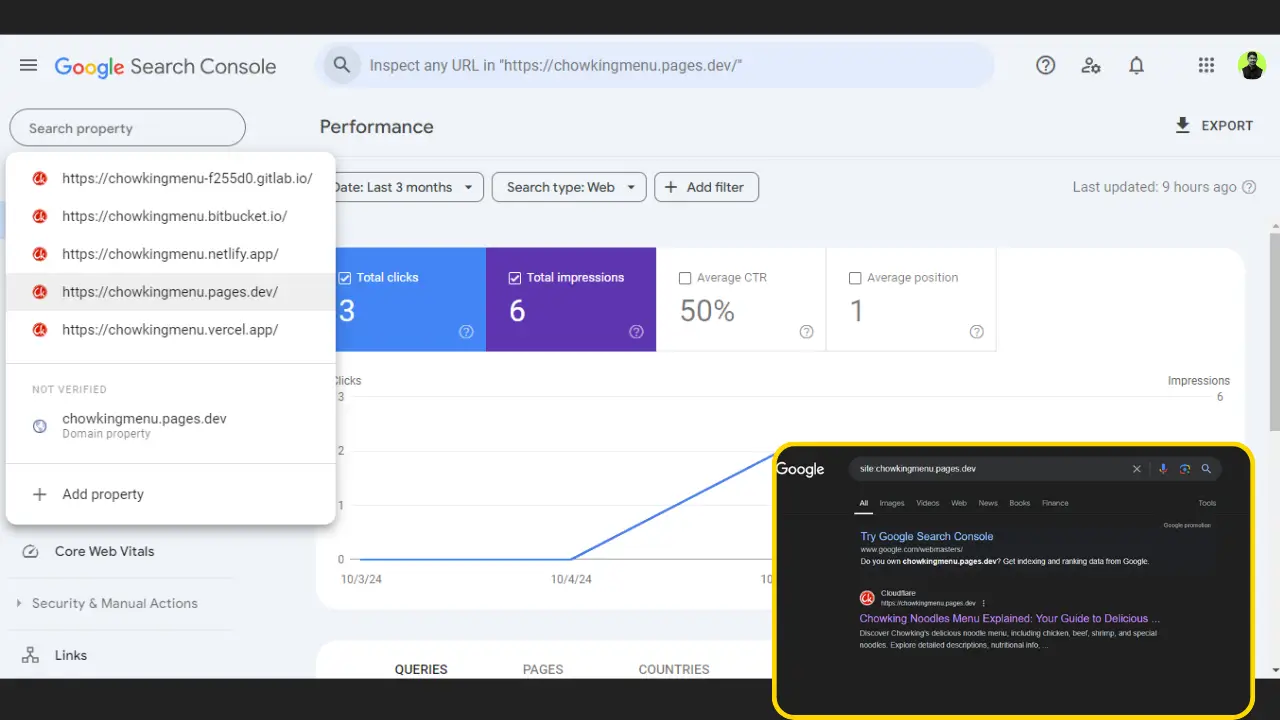 Google Search Console
Inspect any URL in "https://chowkingmenu.pages.dev/"
Search property
Performance
EXPORT
https://chowkingmenu-f255d0.gitlab.io/
https://chowkingmenu.bitbucket.io/
https://chowkingmenu.netlify.app/
https://chowkingmenu.pages.dev/
https://chowkingmenu.vercel.app/
NOT VERIFIED
chowkingmenu.pages.dev
Domain property
Add property
Core Web Vitals
Security & Manual Actions
Links
Date: Last 3 months
Search type: Web
Add filter
Last updated: 9 hours ago
Total clicks
3
Total impressions
6
Average CTR
50%
Average position
1
Clicks
Impressions
3
6
2
1
0
10/3/24
10/4/24
10
QUERIES
PAGES
COUNTRIES
Google
site:chowkingmenu.pages.dev
All Images Videos Web News Books Finance Tools
Google promotion
Try Google Search Console
www.google.com/webmasters/
Do you own chowkingmenu.pages.dev? Get indexing and ranking data from Google.
Cloudflare
https://chowkingmenu.pages.dev
Chowking Noodles Menu Explained: Your Guide to Delicious ...
Discover Chowking's delicious noodle menu, including chicken, beef, shrimp, and special
noodles. Explore detailed descriptions, nutritional info, ...